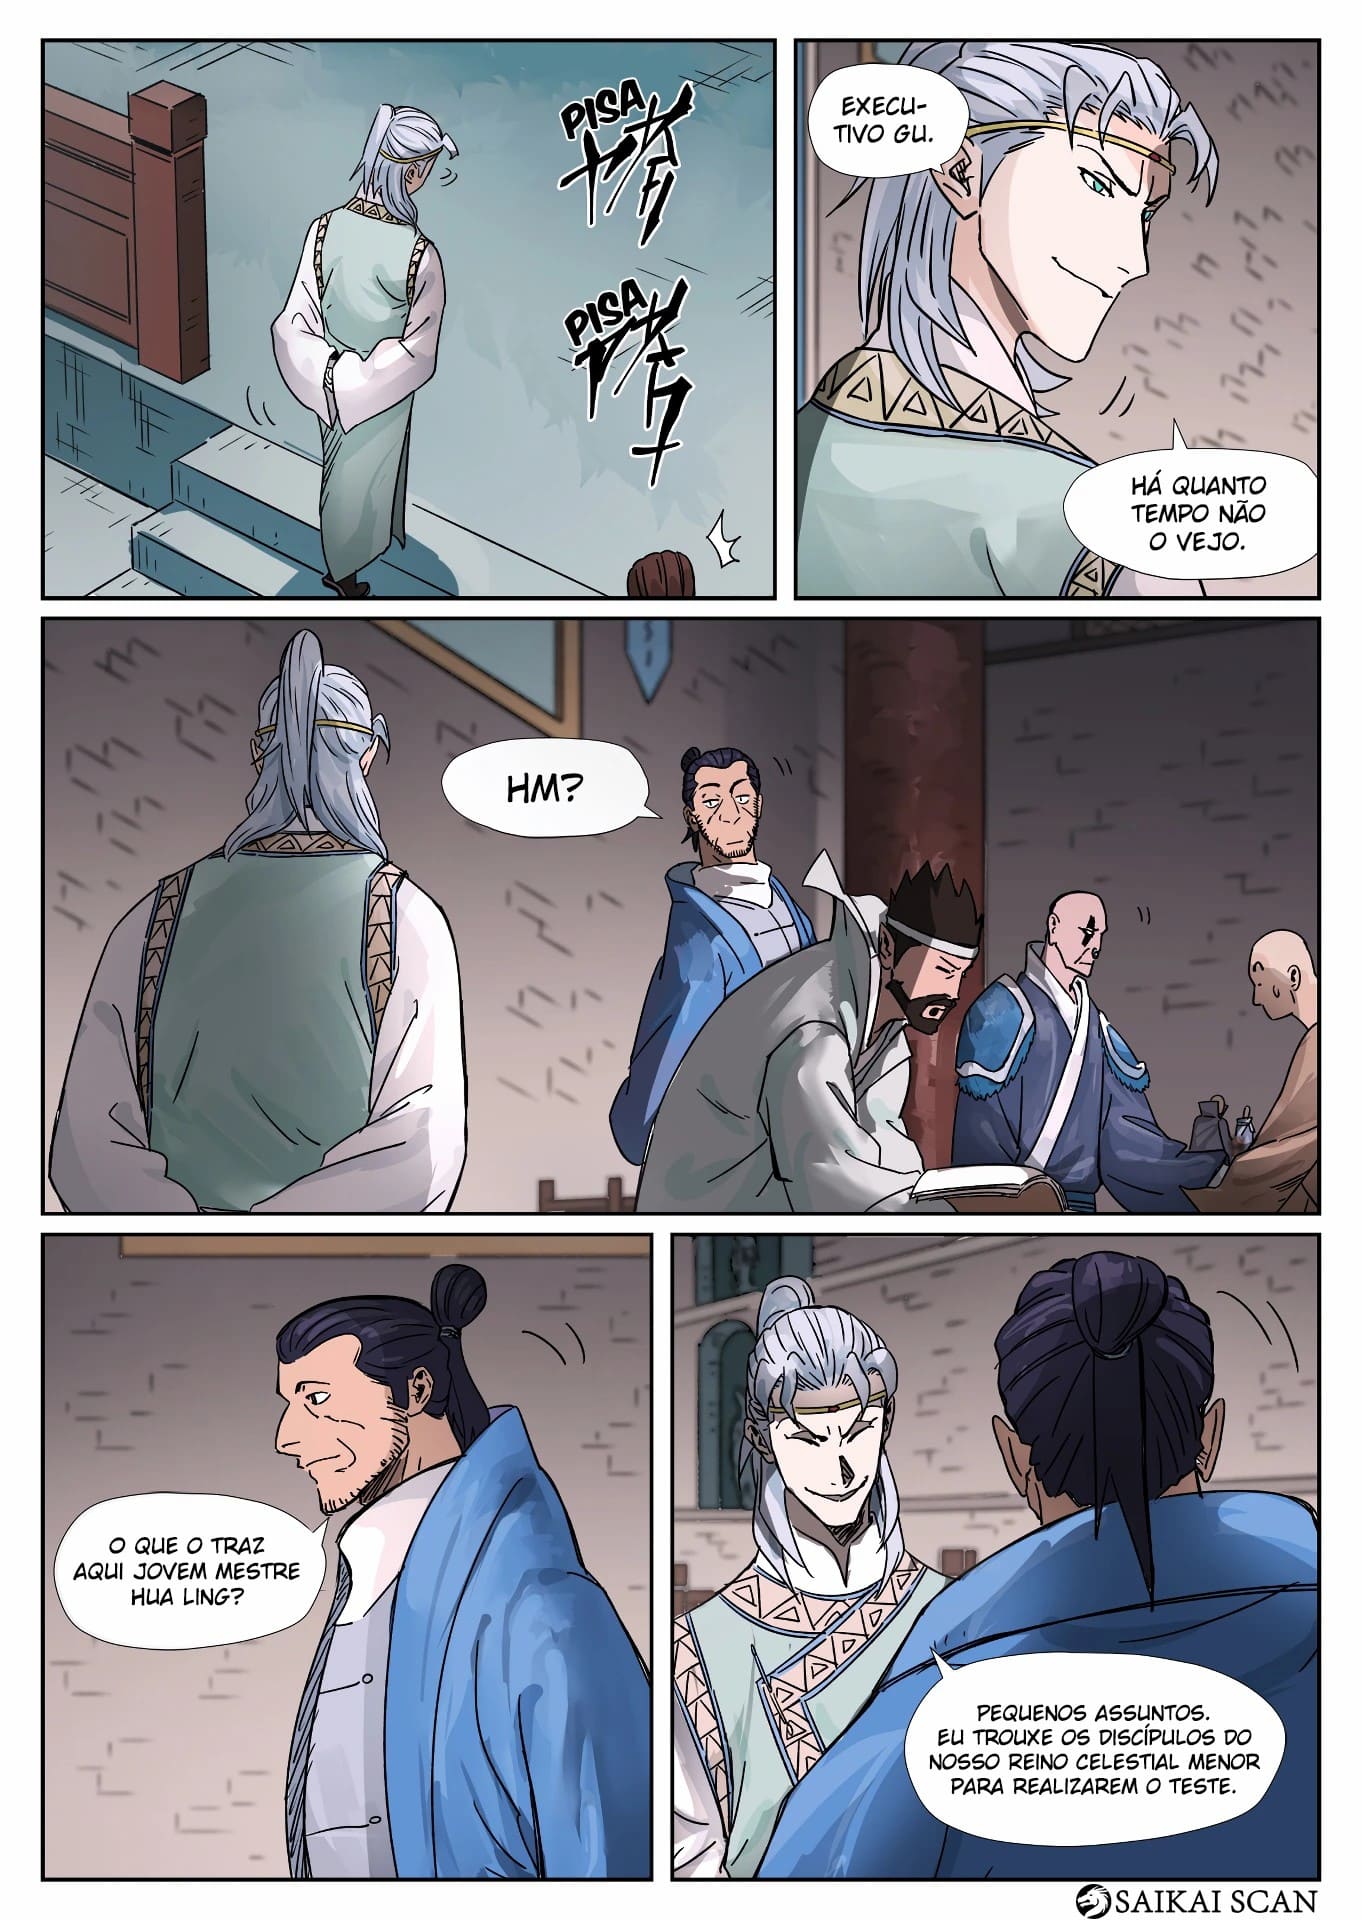 PISA
PISA
EXECU-
TIVO GU.
HÁ QUANTO
TEMPO NÃO
O VEJO.
HM?
O QUE O TRAZ
AQUI JOVEM MESTRE
HUA LING?
PEQUENOS ASSUNTOS.
EU TROUXE OS DISCÍPULOS DO
NOSSO REINO CELESTIAL MENOR
PARA REALIZAREM O TESTE.
SAIKAI SCAN